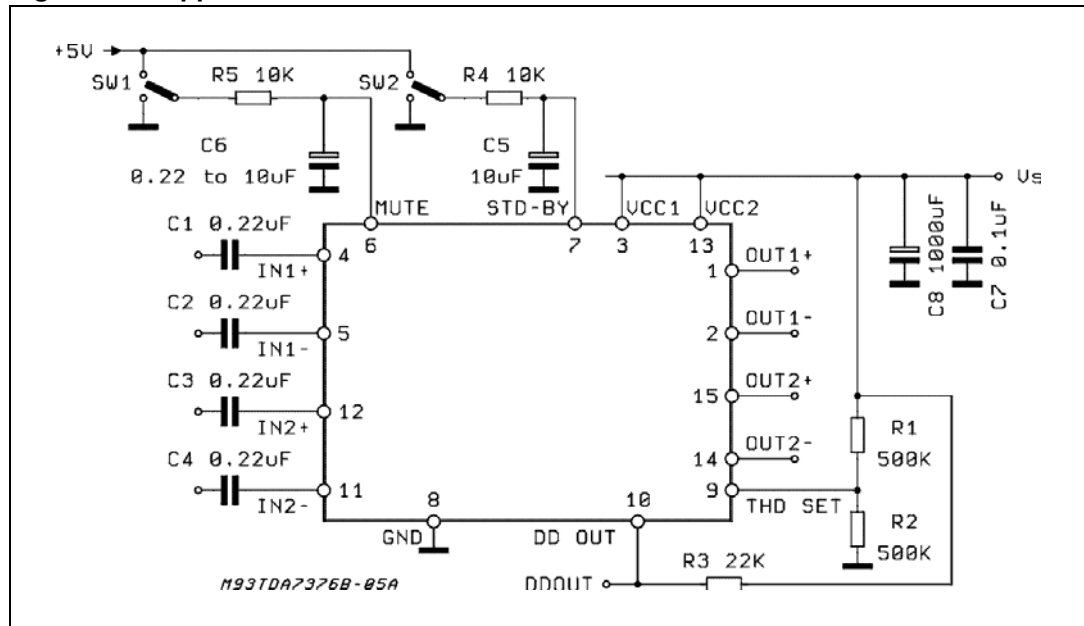 +5V
SW1
R5 10K
SW2
R4 10K
C6
0.22 to 10uF
C5
10uF
Vs
MUTE
STD-BY
VCC1
VCC2
6
7
3
13
C8 1000uF
C7 0.1uF
C1 0.22uF
4
IN1+
C2 0.22uF
5
IN1-
C3 0.22uF
12
IN2+
C4 0.22uF
11
IN2-
1
OUT1+
2
OUT1-
15
OUT2+
14
OUT2-
9
THD SET
R1
500K
R2
500K
8
GND
10
DD OUT
R3 22K
DDOUT
M93TDA7376B-05A